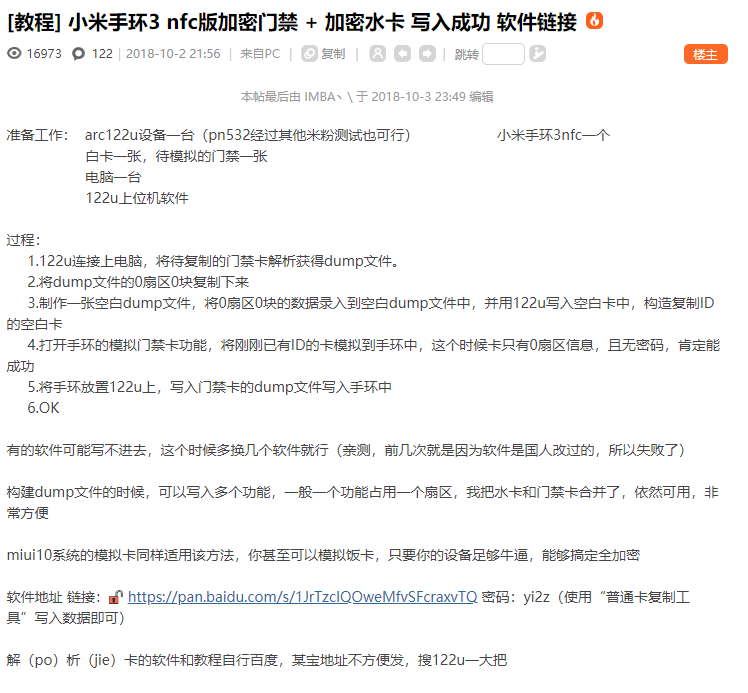 [教程] 小米手环3 nfc版加密门禁 + 加密水卡 写入成功 软件链接
16973 122 | 2018-10-2 21:56 | 来自PC | 复制 | 跳转 楼主
本帖最后由 IMBA丶\ 于 2018-10-3 23:49 编辑
准备工作： arc122u设备一台（pn532经过其他米粉测试也可行） 小米手环3nfc一个
白卡一张，待模拟的门禁一张
电脑一台
122u上位机软件
过程：
1.122u连接上电脑，将待复制的门禁卡解析获得dump文件。
2.将dump文件的0扇区0块复制下来
3.制作一张空白dump文件，将0扇区0块的数据录入到空白dump文件中，并用122u写入空白卡中，构造复制ID
的空白卡
4.打开手环的模拟门禁卡功能，将刚刚已有ID的卡模拟到手环中，这个时候卡只有0扇区信息，且无密码，肯定能
成功
5.将手环放置122u上，写入门禁卡的dump文件写入手环中
6.OK
有的软件可能写不进去，这个时候多换几个软件就行（亲测，前几次就是因为软件是国人改过的，所以失败了）
构建dump文件的时候，可以写入多个功能，一般一个功能占用一个扇区，我把水卡和门禁卡合并了，依然可用，非
常方便
miui10系统的模拟卡同样适用该方法，你甚至可以模拟饭卡，只要你的设备足够牛逼，能够搞定全加密
软件地址 链接： https://pan.baidu.com/s/1JrTzclQOweMfvSFcraxvTQ 密码：yi2z（使用“普通卡复制工
具”写入数据即可）
解（po）析（jie）卡的软件和教程自行百度，某宝地址不方便发，搜122u一大把